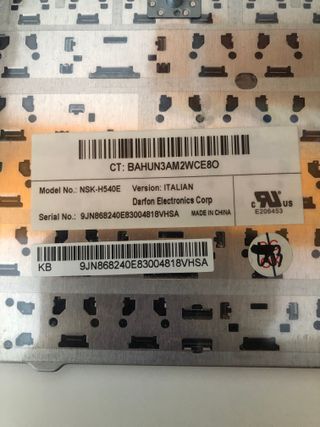 CT: BAHUN3AM2WCE8O
Model No.: NSK-H540E Version: ITALIAN
Darfon Electronics Corp
Serial No.: 9JN868240E83004818VHSA MADE IN CHINA
C US
E206453
KB 9JN868240E83004818VHSA